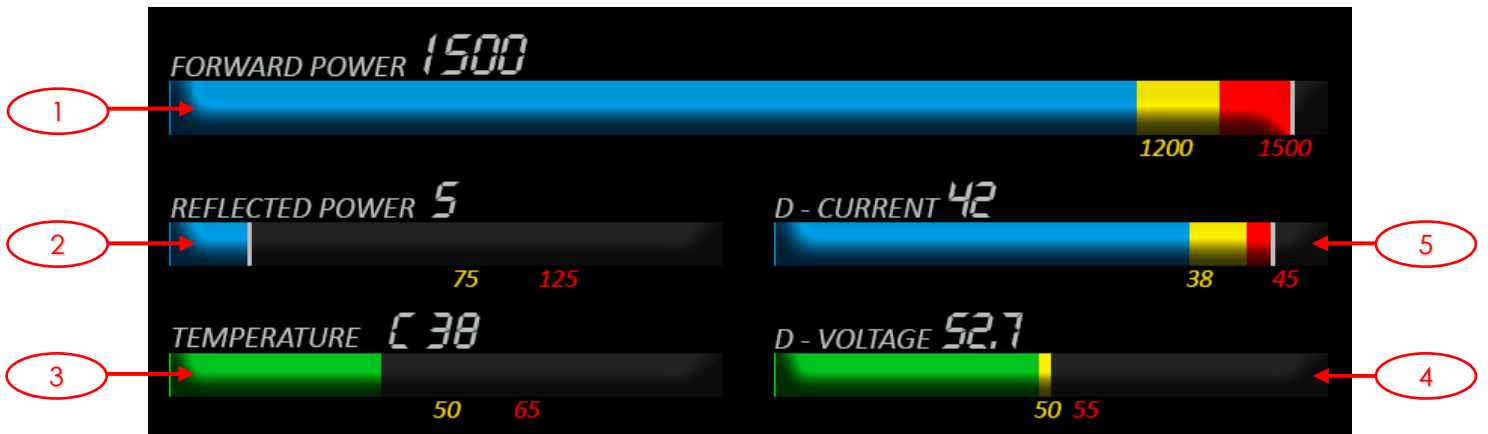 FORWARD POWER 1500
1
1200 1500
REFLECTED POWER 5
D - CURRENT 42
2
5
75 125
38 45
TEMPERATURE C 38
D - VOLTAGE 52.7
3
4
50 65
50 55